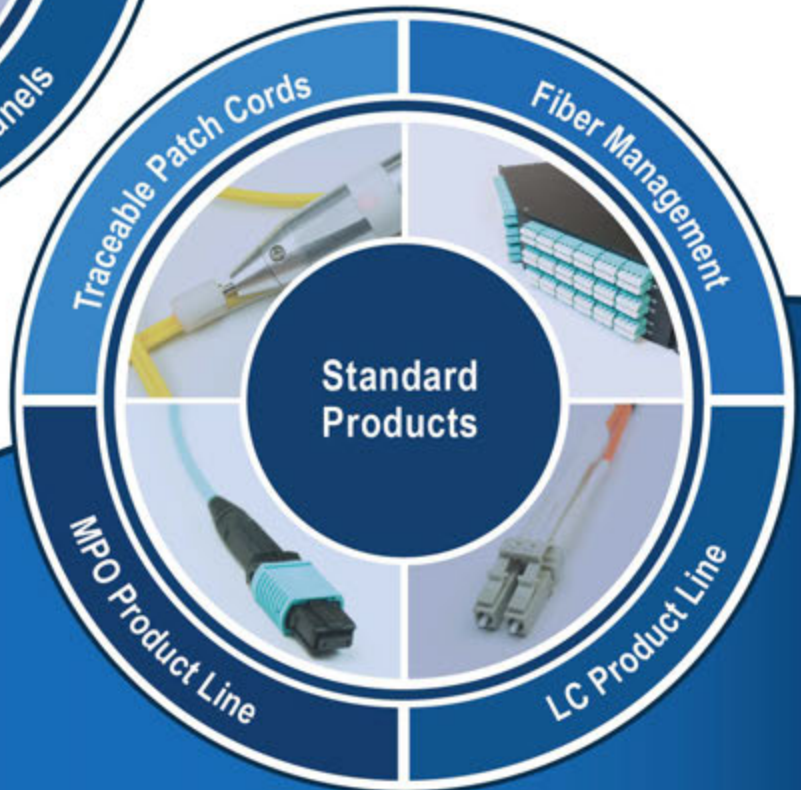 Traceable Patch Cords
Fiber Management
Standard
Products
MPO Product Line
LC Product Line